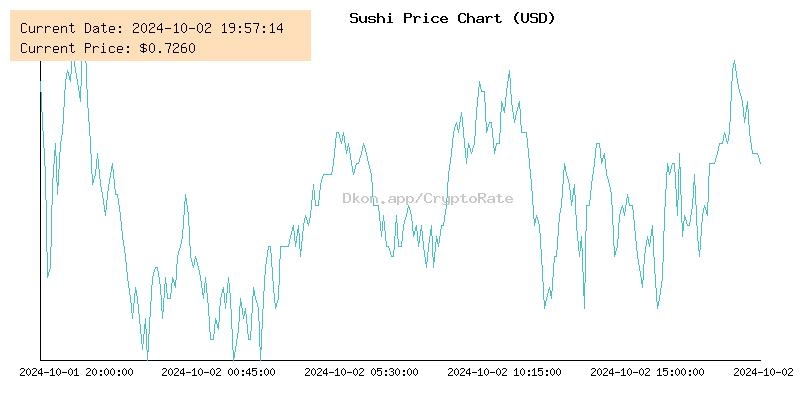 Sushi Price Chart (USD)
Current Date: 2024-10-02 19:57:14
Current Price: $0.7260
Dkon.app/CryptoRate
2024-10-01 20:00:00 2024-10-02 00:45:00 2024-10-02 05:30:00 2024-10-02 10:15:00 2024-10-02 15:00:00 2024-10-02